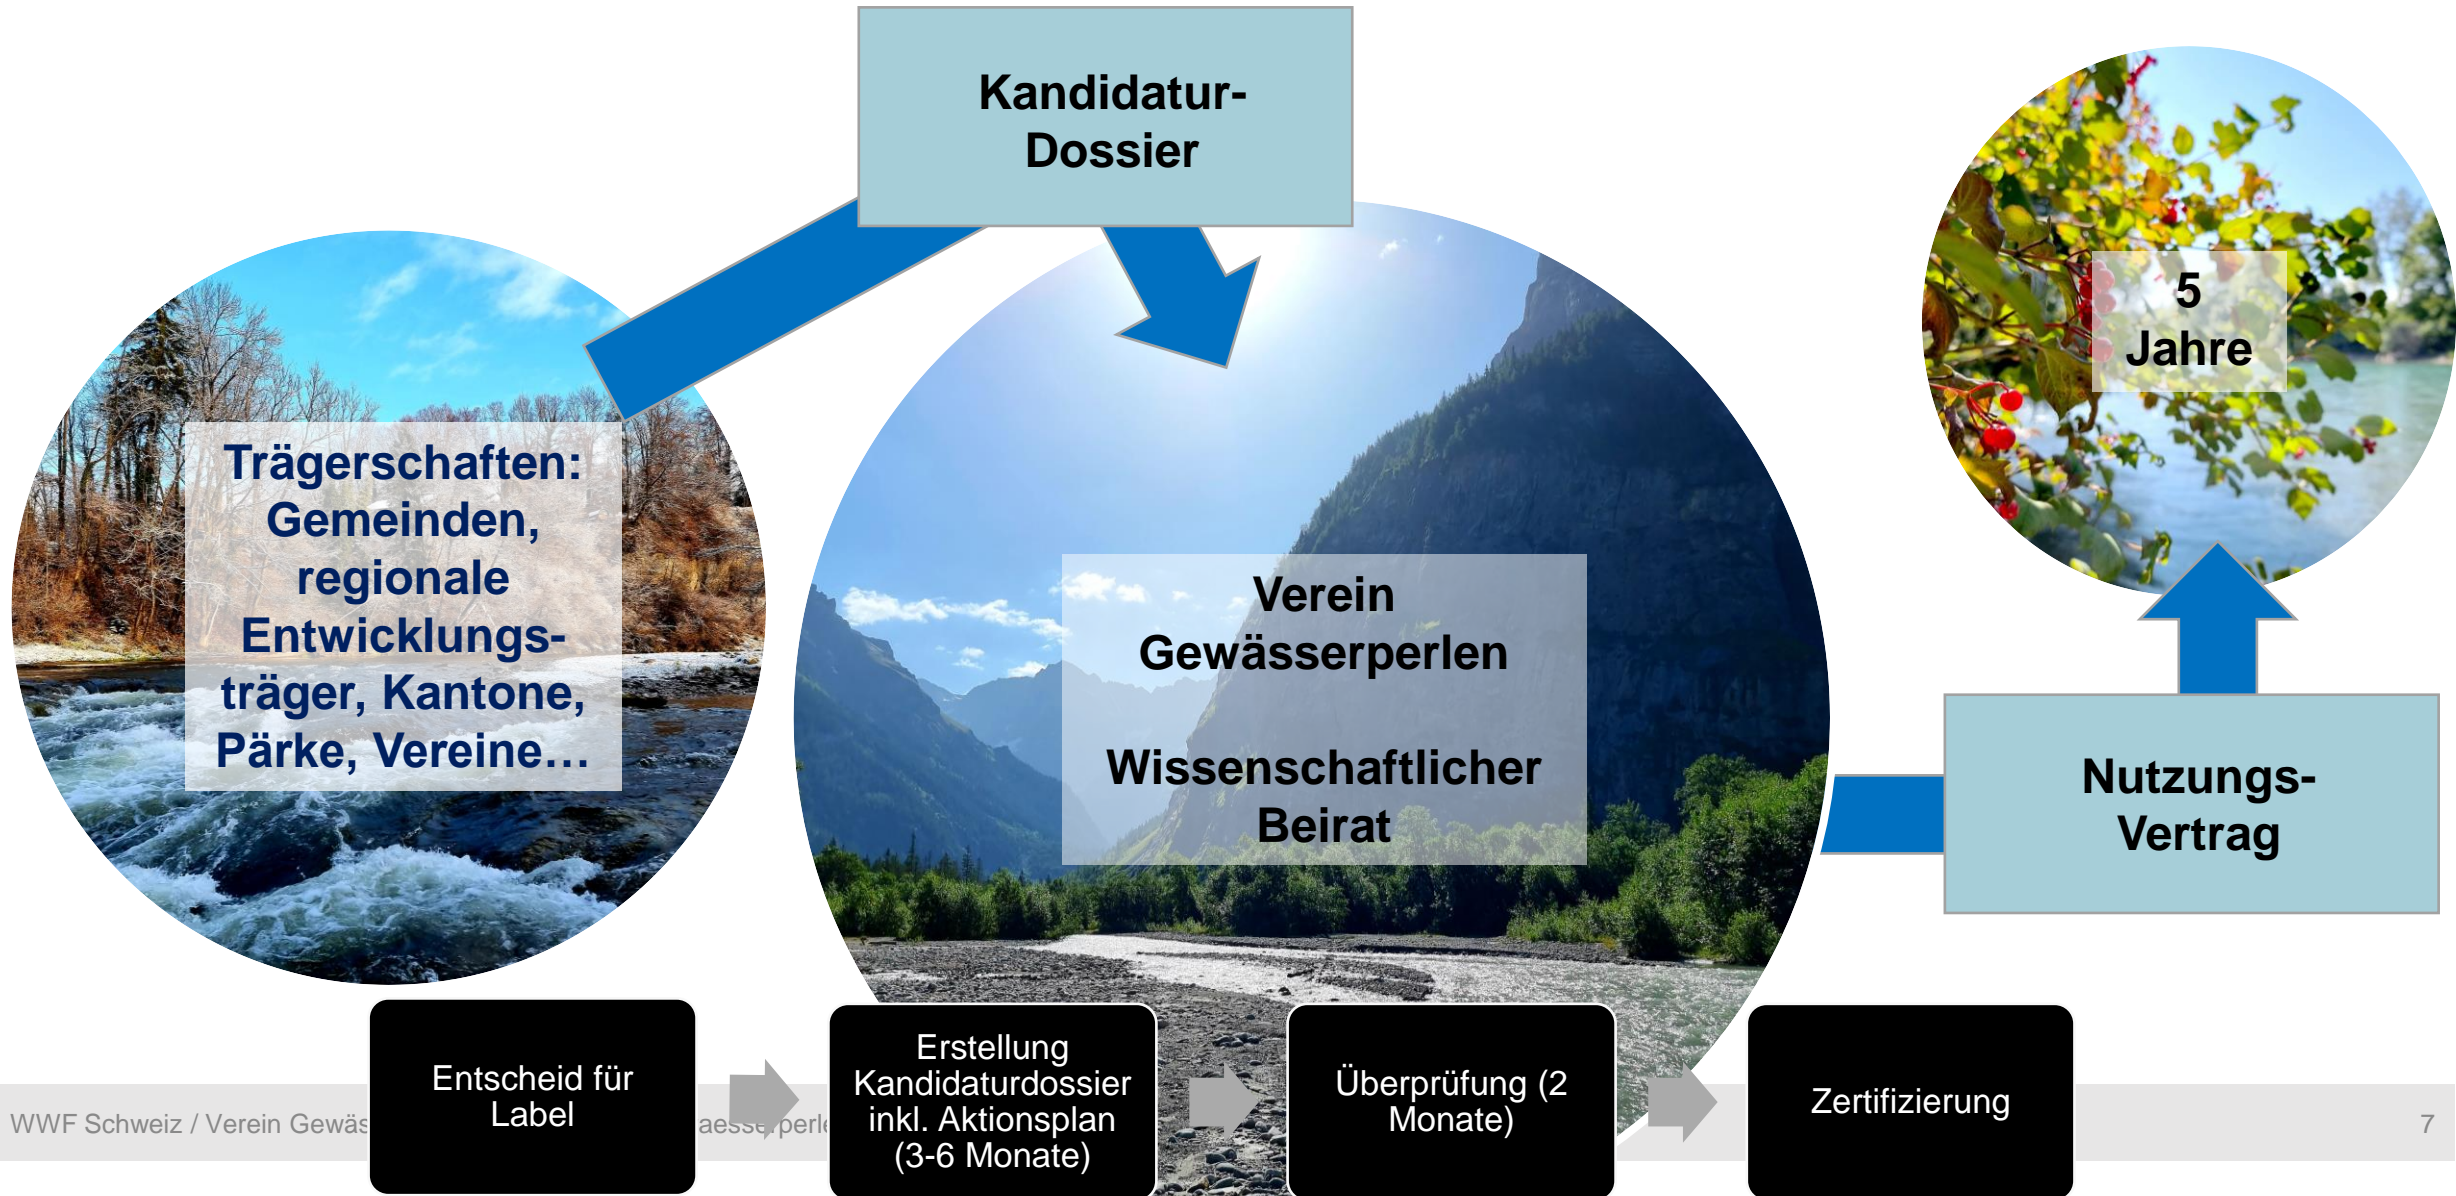 Kandidatur-
Dossier
5
Jahre
Trägerschaften:
Gemeinden,
regionale
Entwicklungs-
träger, Kantone,
Pärke, Vereine…
Verein
Gewässerperlen
Wissenschaftlicher
Beirat
Nutzungs-
Vertrag
Entscheid für
Label
Erstellung
Kandidaturdossier
inkl. Aktionsplan
(3-6 Monate)
Überprüfung (2
Monate)
Zertifizierung
WWF Schweiz / Verein
7